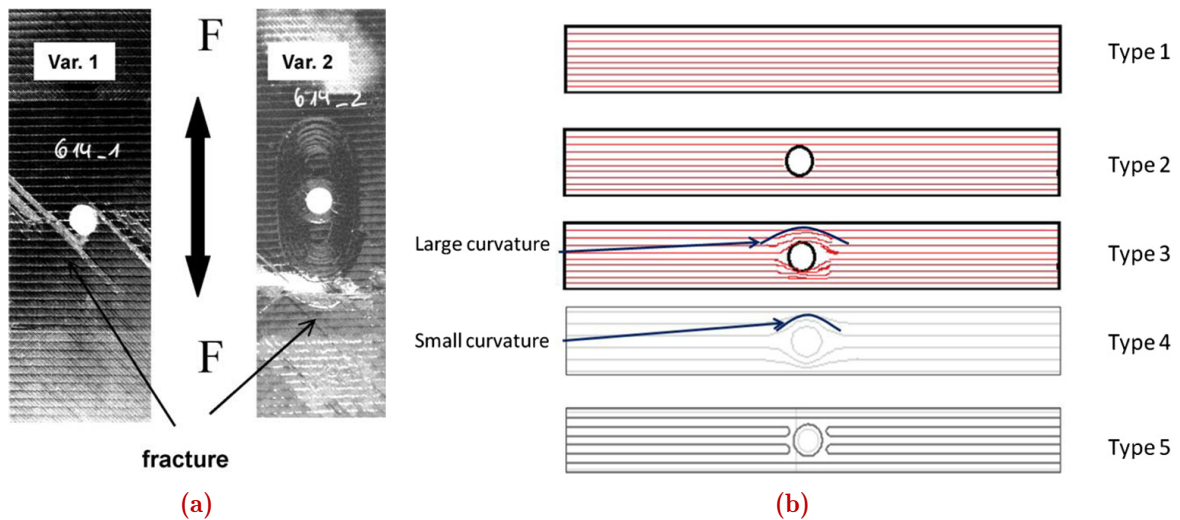 Var. 1
F
Var. 2
614_1
614_2
F
fracture
(a)
Type 1
Type 2
Large curvature
Type 3
Small curvature
Type 4
Type 5
(b)